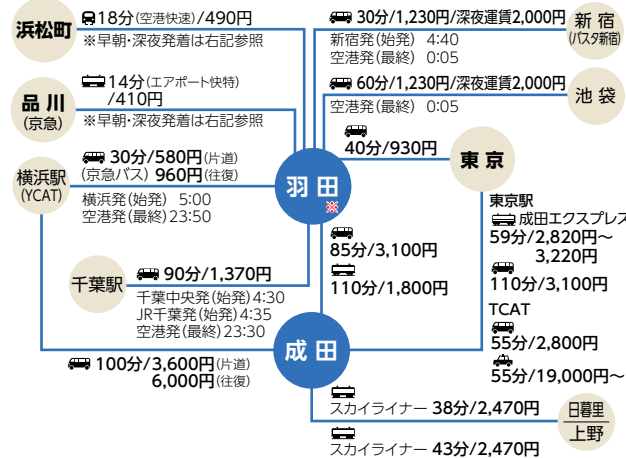 浜松町
18分(空港快速)/490円
※早朝・深夜発着は右記参照
30分/1,230円/深夜運賃2,000円
新宿発(始発) 4:40
空港発(最終) 0:05
新宿
(バスタ新宿)
品川
(京急)
14分(エアポート快特)
/410円
※早朝・深夜発着は右記参照
60分/1,230円/深夜運賃2,000円
空港発(最終) 0:05
池袋
横浜駅
(YCAT)
30分/580円(片道)
(京急バス) 960円(往復)
横浜発(始発) 5:00
空港発(最終)23:50
羽田
※
40分/930円
東京
東京駅
成田エクスプレス
59分/2,820円～
3,220円
110分/3,100円
TCAT
55分/2,800円
55分/19,000円～
85分/3,100円
110分/1,800円
千葉駅
90分/1,370円
千葉中央発(始発)4:30
JR千葉発(始発)4:35
空港発(最終)23:30
成田
100分/3,600円(片道)
6,000円(往復)
スカイライナー 38分/2,470円
スカイライナー 43分/2,470円
日暮里
上野